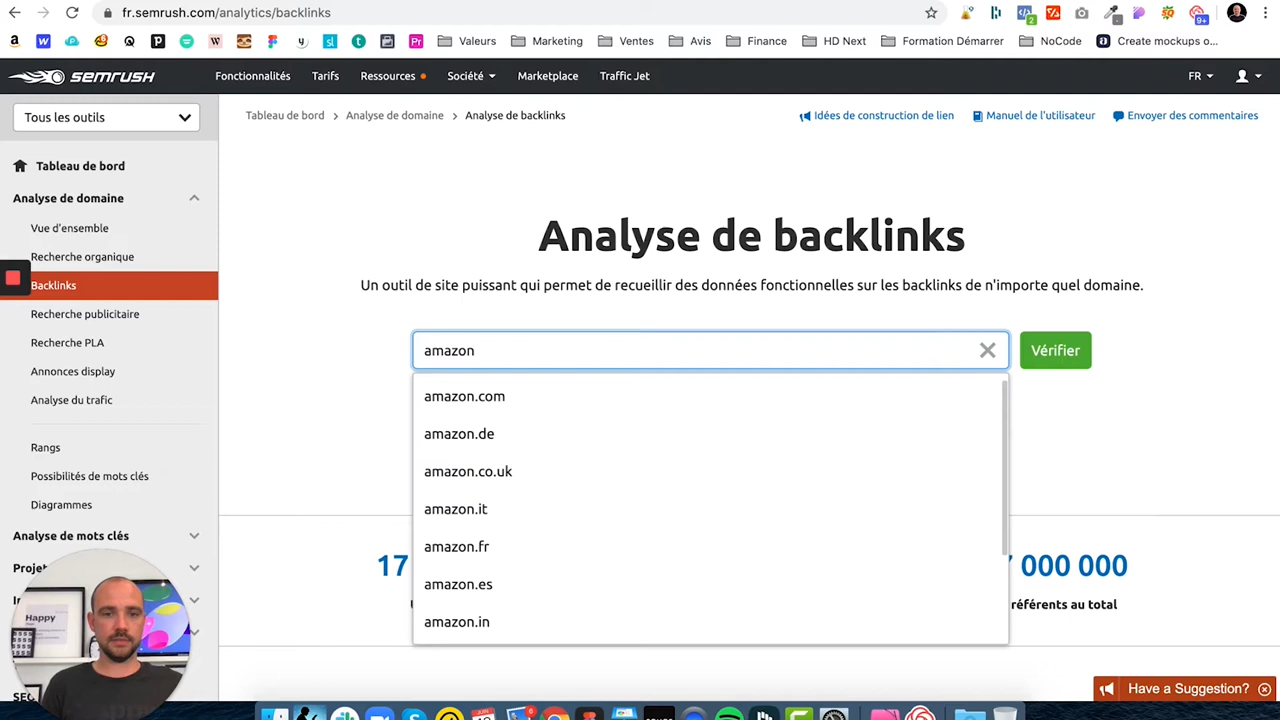 fr.semrush.com/analytics/backlinks
Valeurs Marketing Ventes Avis Finance HD Next Formation Démarrer NoCode Create mockups o...
SEMRUSH Fonctionnalités Tarifs Ressources Société Marketplace Traffic Jet FR
Tous les outils
Tableau de bord > Analyse de domaine > Analyse de backlinks
Idées de construction de lien Manuel de l'utilisateur Envoyer des commentaires
Tableau de bord
Analyse de domaine
Vue d'ensemble
Recherche organique
Backlinks
Recherche publicitaire
Recherche PLA
Annonces display
Analyse du trafic
Rangs
Possibilités de mots clés
Diagrammes
Analyse de mots clés
Proje
SEO
Happy
Analyse de backlinks
Un outil de site puissant qui permet de recueillir des données fonctionnelles sur les backlinks de n'importe quel domaine.
amazon
Vérifier
amazon.com
amazon.de
amazon.co.uk
amazon.it
amazon.fr
amazon.es
amazon.in
17
000 000
référents au total
Have a Suggestion?